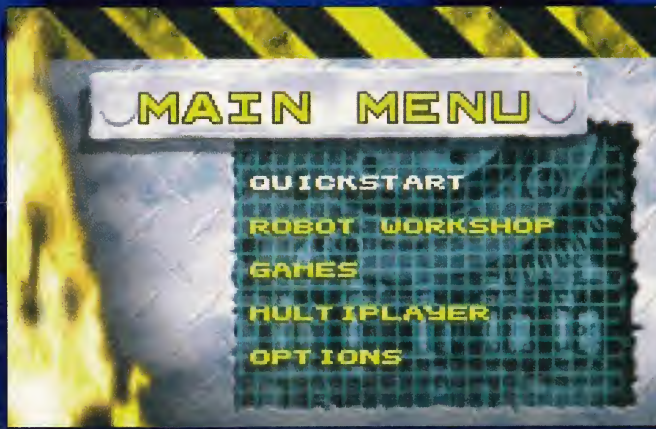 MAIN MENU
QUICKSTART
ROBOT WORKSHOP
GAMES
MULTIPLAYER
OPTIONS